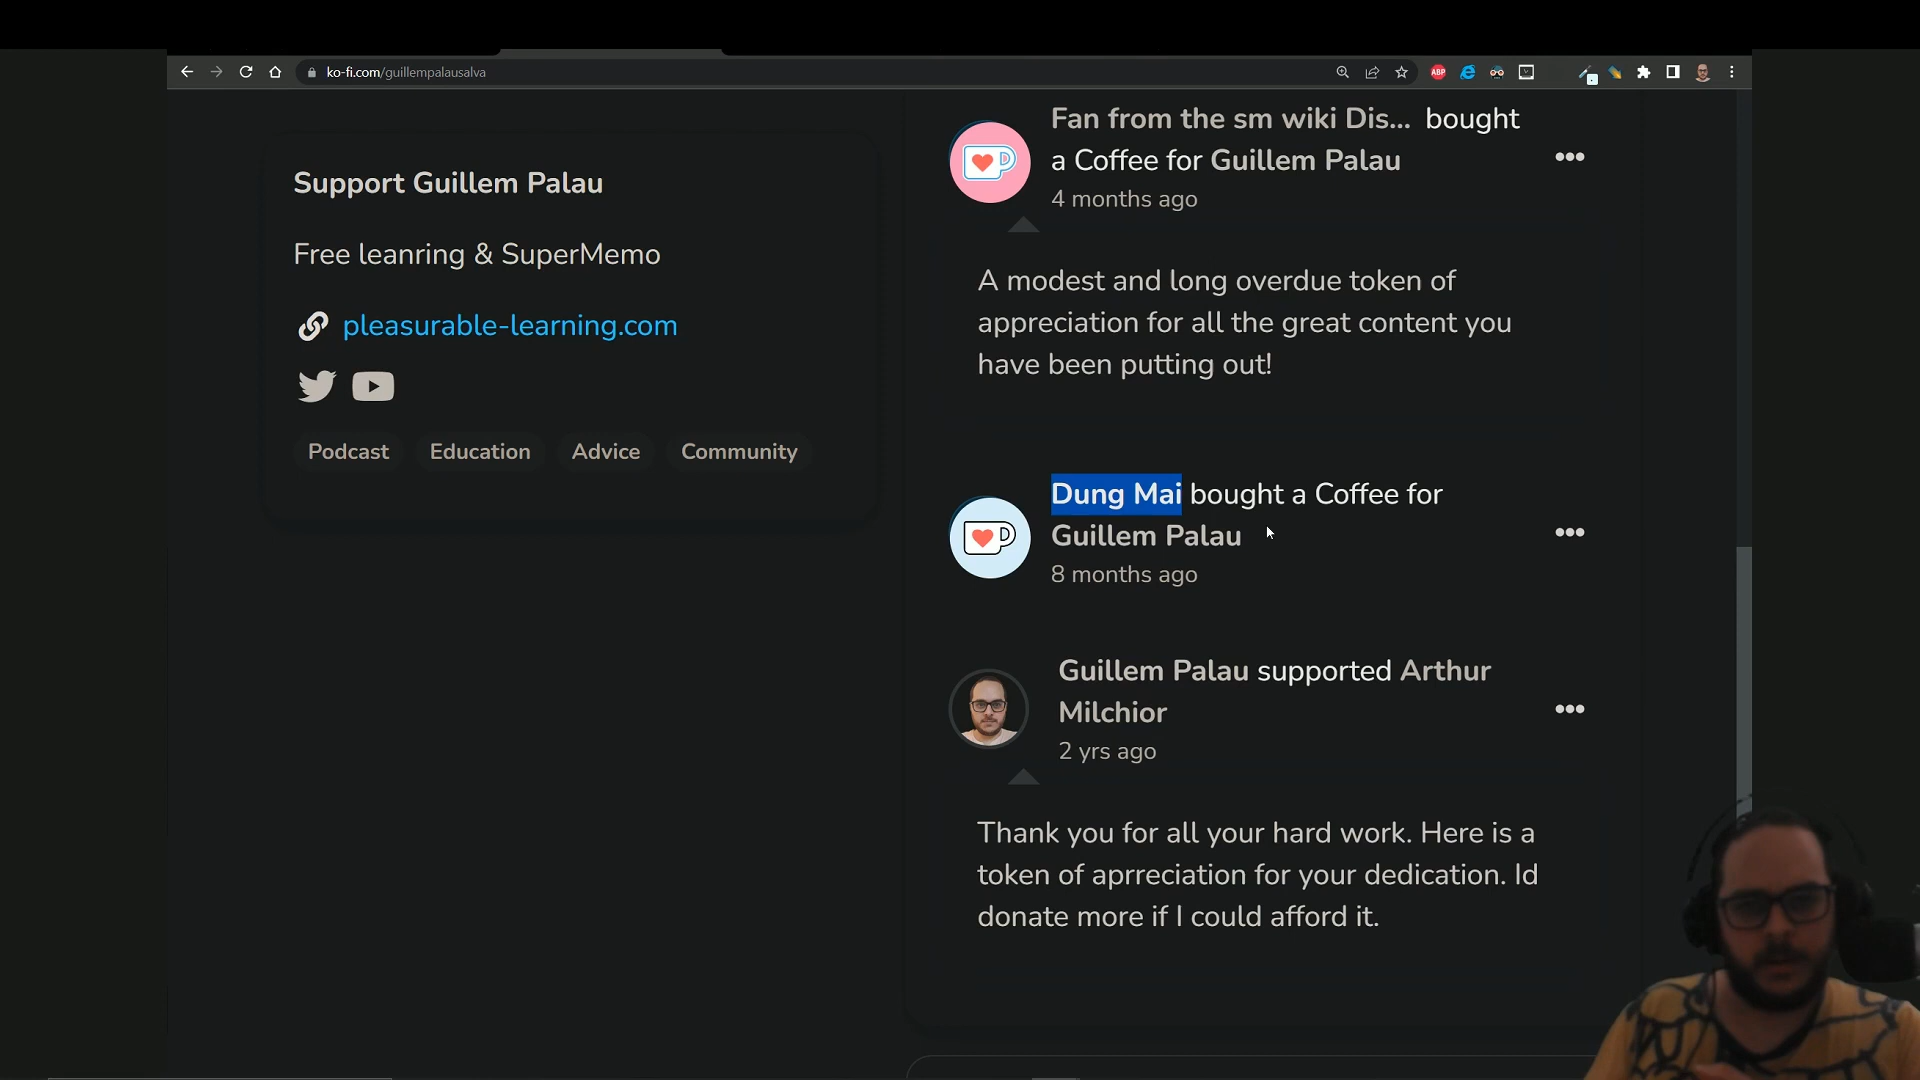 ko-fi.com/guillempalausalva
ABP
Support Guillem Palau
Free leanring & SuperMemo
pleasurable-learning.com
Podcast
Education
Advice
Community
Fan from the sm wiki Dis... bought
a Coffee for Guillem Palau
4 months ago
A modest and long overdue token of
appreciation for all the great content you
have been putting out!
Dung Mai bought a Coffee for
Guillem Palau
8 months ago
Guillem Palau supported Arthur
Milchior
2 yrs ago
Thank you for all your hard work. Here is a
token of aprreciation for your dedication. Id
donate more if I could afford it.